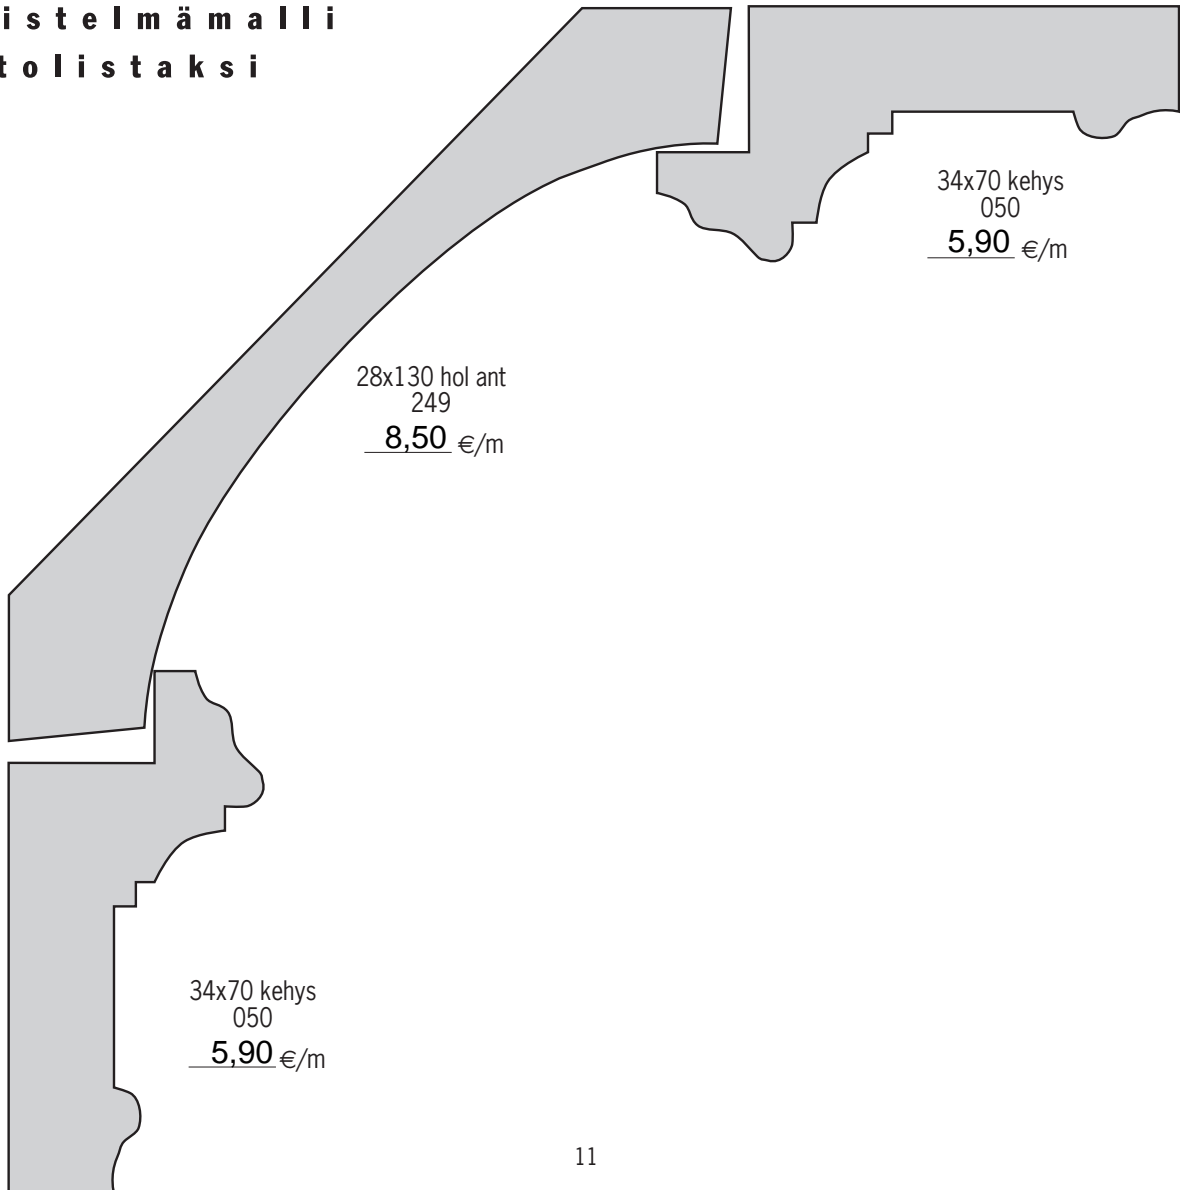 istelmämalli
tolistaksi
34x70 kehys
050
5,90 €/m
28x130 hol ant
249
8,50 €/m
34x70 kehys
050
5,90 €/m
11